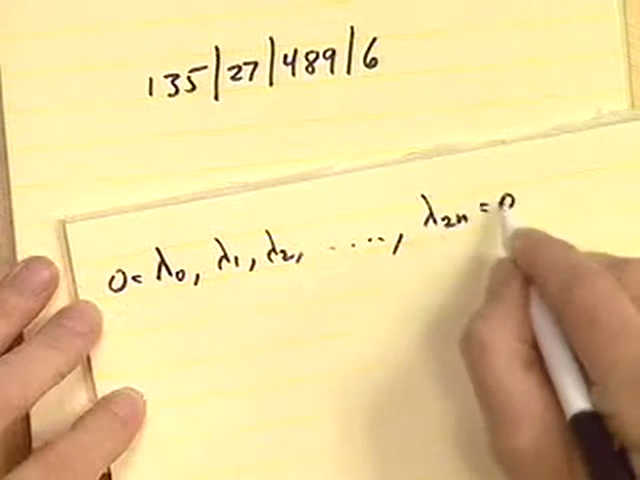 135|27|489|6
0=λ₀, λ₁, λ₂, ....., λ₂ₙ=0